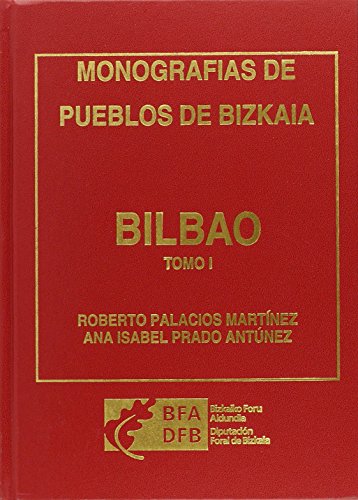 MONOGRAFIAS DE
PUEBLOS DE BIZKAIA
BILBAO
TOMO I
ROBERTO PALACIOS MARTÍNEZ
ANA ISABEL PRADO ANTÚNEZ
BFA
DFB
Bizkaiko Foru
Aldundia
Diputación
Foral de Bizkaia